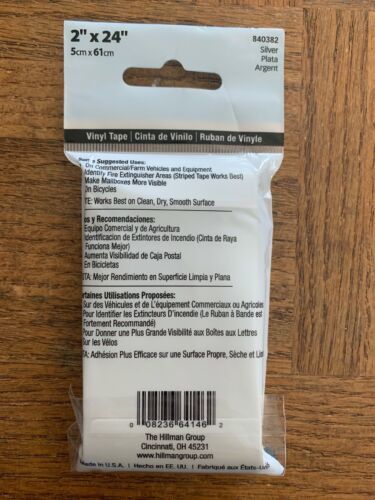 2" x 24"
5cm x 61cm
840382
Silver
Plata
Argent
Vinyl Tape | Cinta de Vinilo | Ruban de Vinyle
Suggested Uses:
On Commercial/Farm Vehicles and Equipment
Identify Fire Extinguisher Areas (Striped Tape Works Best)
Make Mailboxes More Visible
On Bicycles
TE: Works Best on Clean, Dry, Smooth Surface
os y Recomendaciones:
Equipo Comercial y de Agricultura
Identificacion de Extintores de Incendio (Cinta de Raya
Funciona Mejor)
Aumenta Visibilidad de Caja Postal
En Bicicletas
TA: Mejor Rendimiento en Superficie Limpia y Plana
rtaines Utilisations Proposées:
Sur des Véhicules et de L'équipement Commerciaux ou Agricoles
Pour Identifier les Extincteurs D'incendie (Le Ruban à Bande est
Fortement Recommandé)
Pour Donner une Plus Grande Visibilité aux Boîtes aux Lettres
Sur les Vélos
TA: Adhésion Plus Efficace sur une Surface Propre, Sèche et Lis
0 08236 64146 2
The Hillman Group
Cincinnati, OH 45231
www.hillmangroup.com
Made in U.S.A. | Hecho en EE. UU. | Fabriqué aux États-Unis